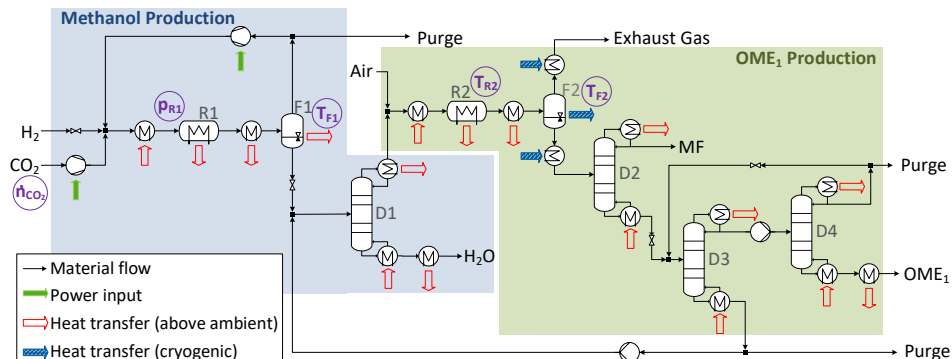 Methanol Production
Purge
Exhaust Gas
OME₁ Production
Air
R2
T_R2
F2
T_F2
p_R1
R1
F1
T_F1
H₂
CO₂
ṅ_CO₂
D1
H₂O
D2
MF
Purge
D3
D4
OME₁
Purge
Material flow
Power input
Heat transfer (above ambient)
Heat transfer (cryogenic)